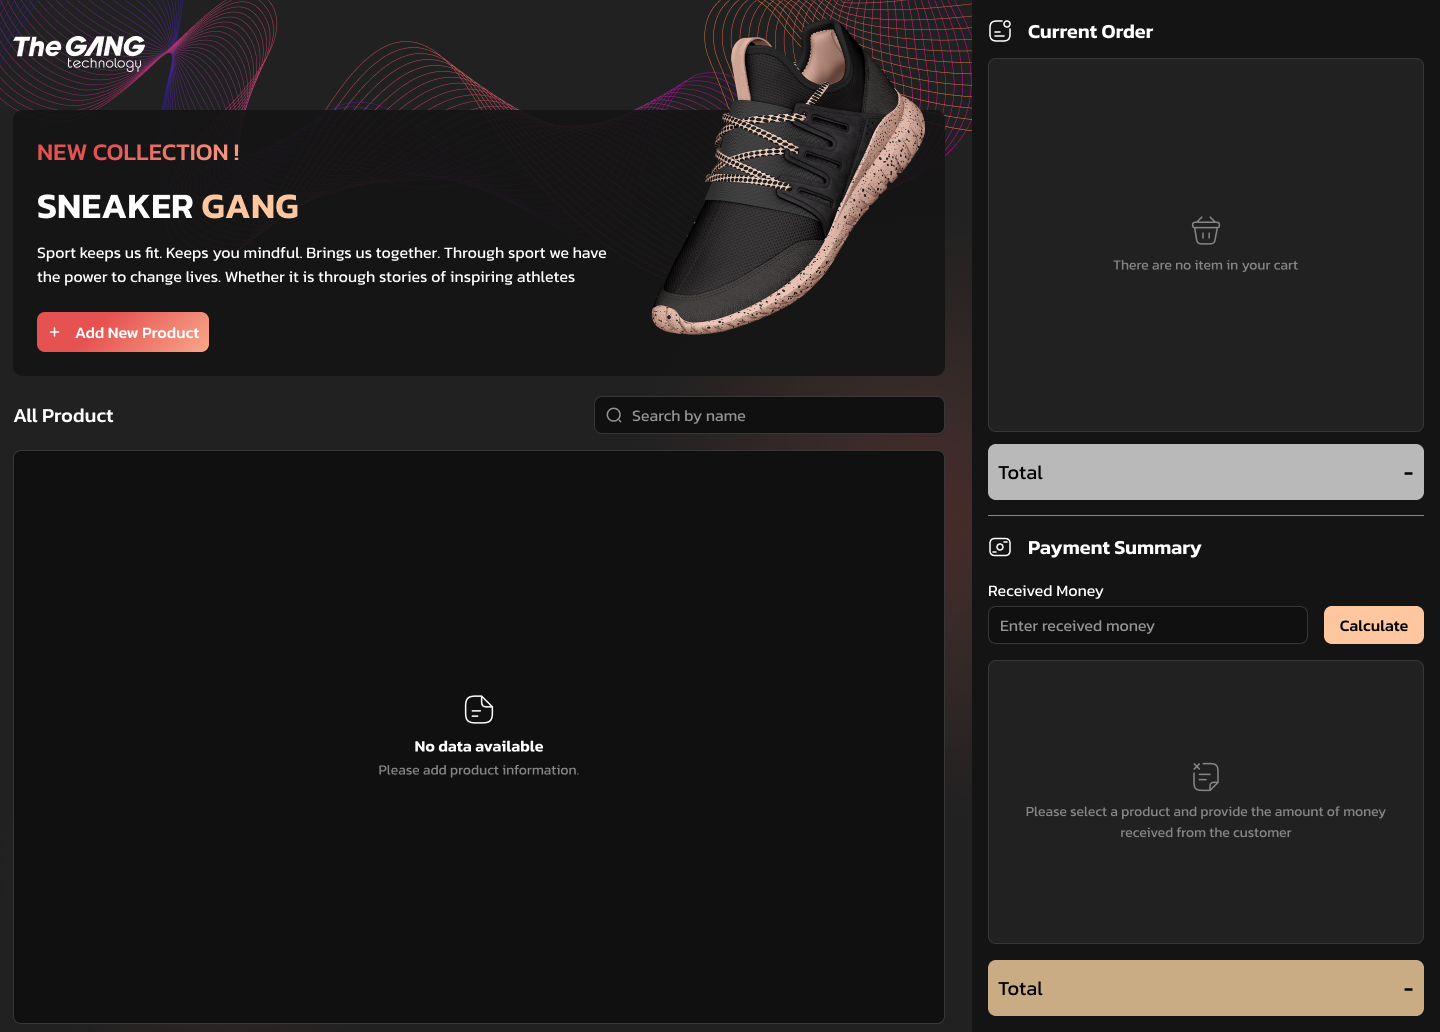 The GANG
technology
NEW COLLECTION !
SNEAKER GANG
Sport keeps us fit. Keeps you mindful. Brings us together. Through sport we have
the power to change lives. Whether it is through stories of inspiring athletes
+ Add New Product
All Product
Search by name
No data available
Please add product information.
Current Order
There are no item in your cart
Total -
Payment Summary
Received Money
Enter received money
Calculate
Please select a product and provide the amount of money
received from the customer
Total -